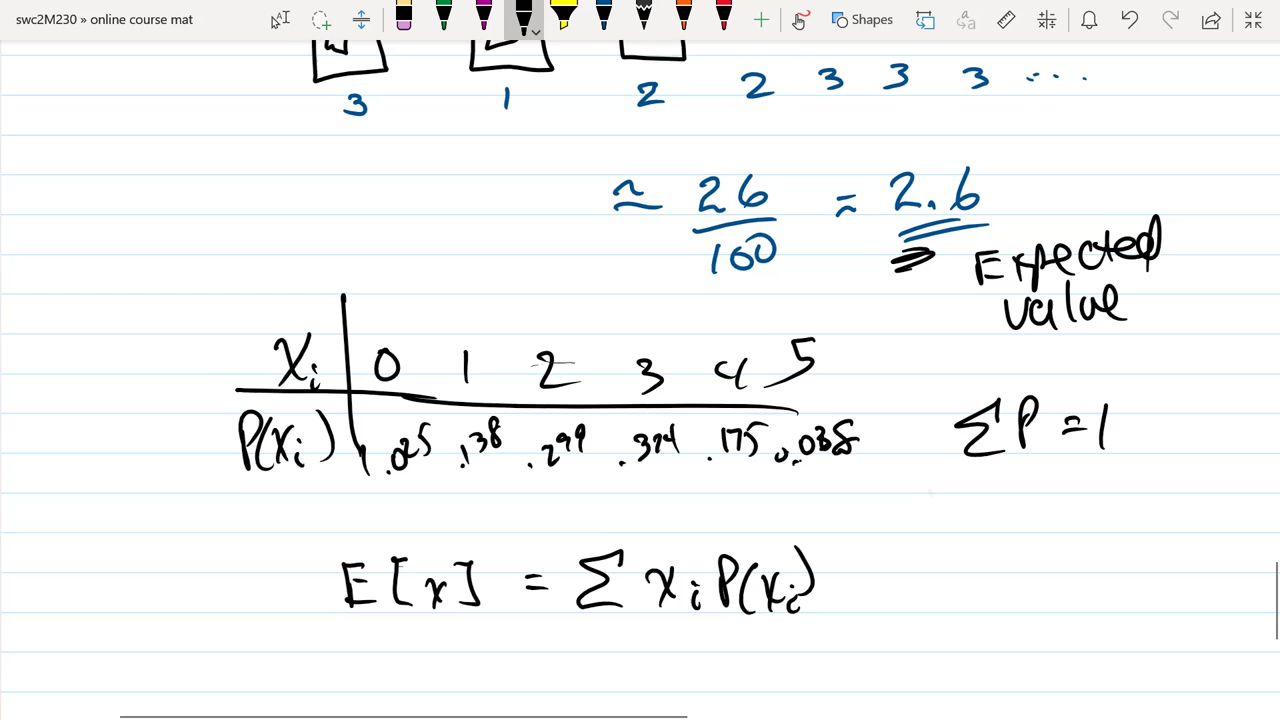 swc2M230 » online course mat
Shapes
3 1 2 2 3 3 3 ....
≈ 26/100 = 2.6
Expected
value
xi 0 1 2 3 4 5
P(xi) .025 .138 .299 .324 .175 0.038
∑P = 1
E[x] = ∑ xi P(xi)